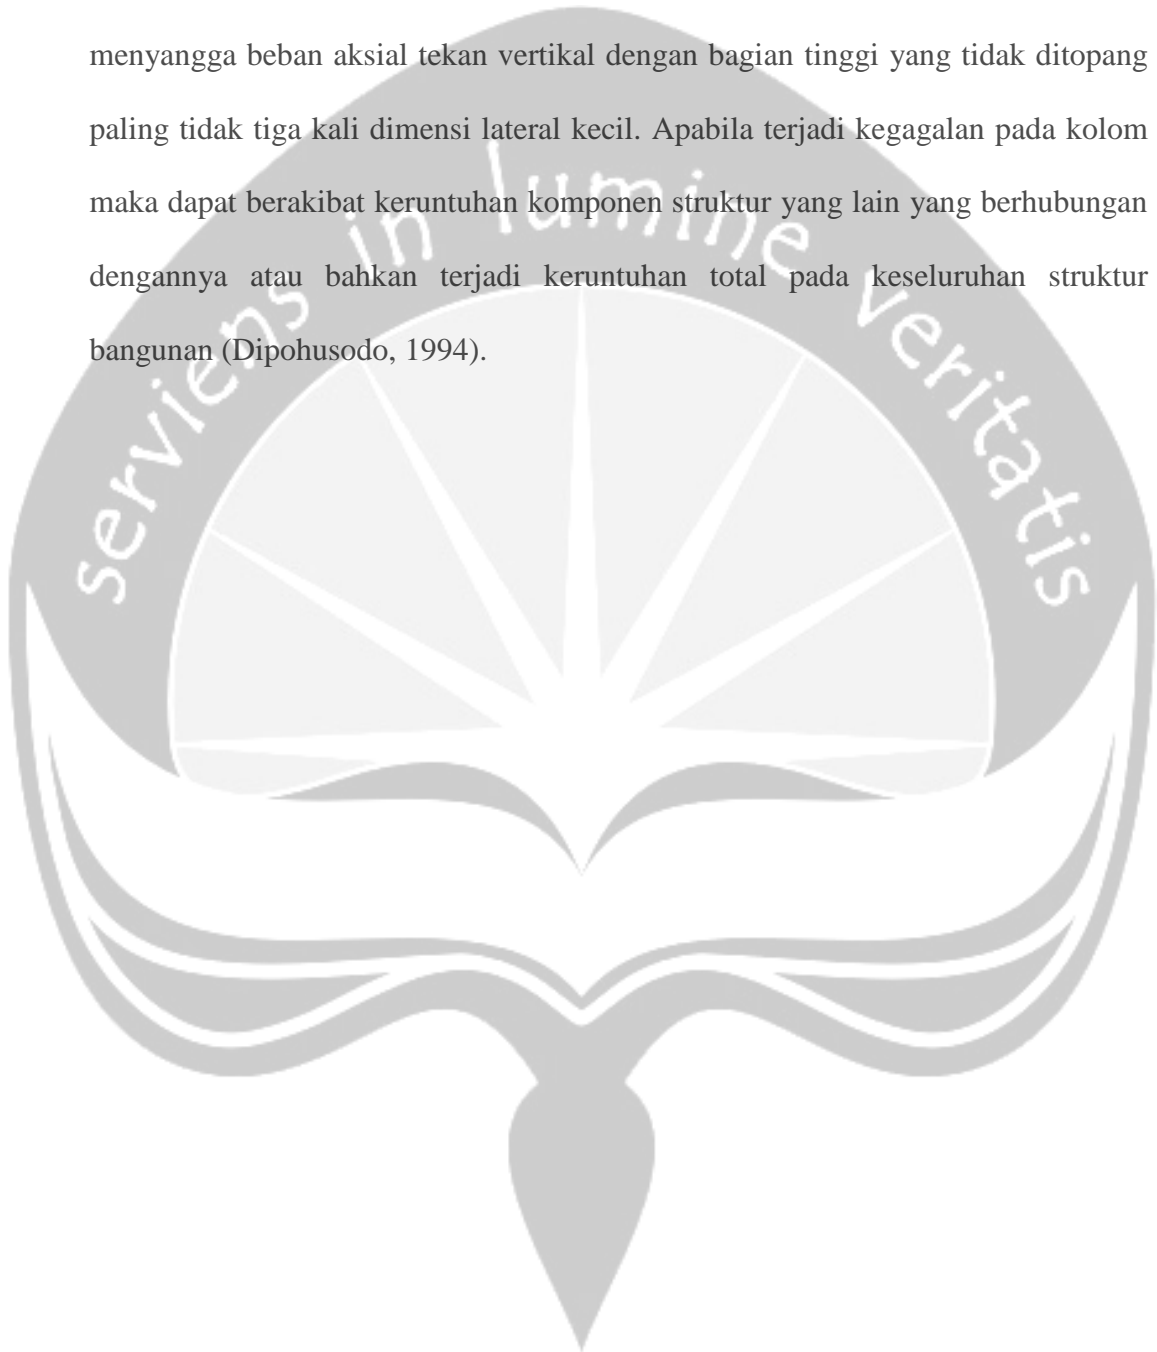 menyangga beban aksial tekan vertikal dengan bagian tinggi yang tidak ditopang
paling tidak tiga kali dimensi lateral kecil. Apabila terjadi kegagalan pada kolom
maka dapat berakibat keruntuhan komponen struktur yang lain yang berhubungan
dengannya atau bahkan terjadi keruntuhan total pada keseluruhan struktur
bangunan (Dipohusodo, 1994).
serviens in lumine veritatis